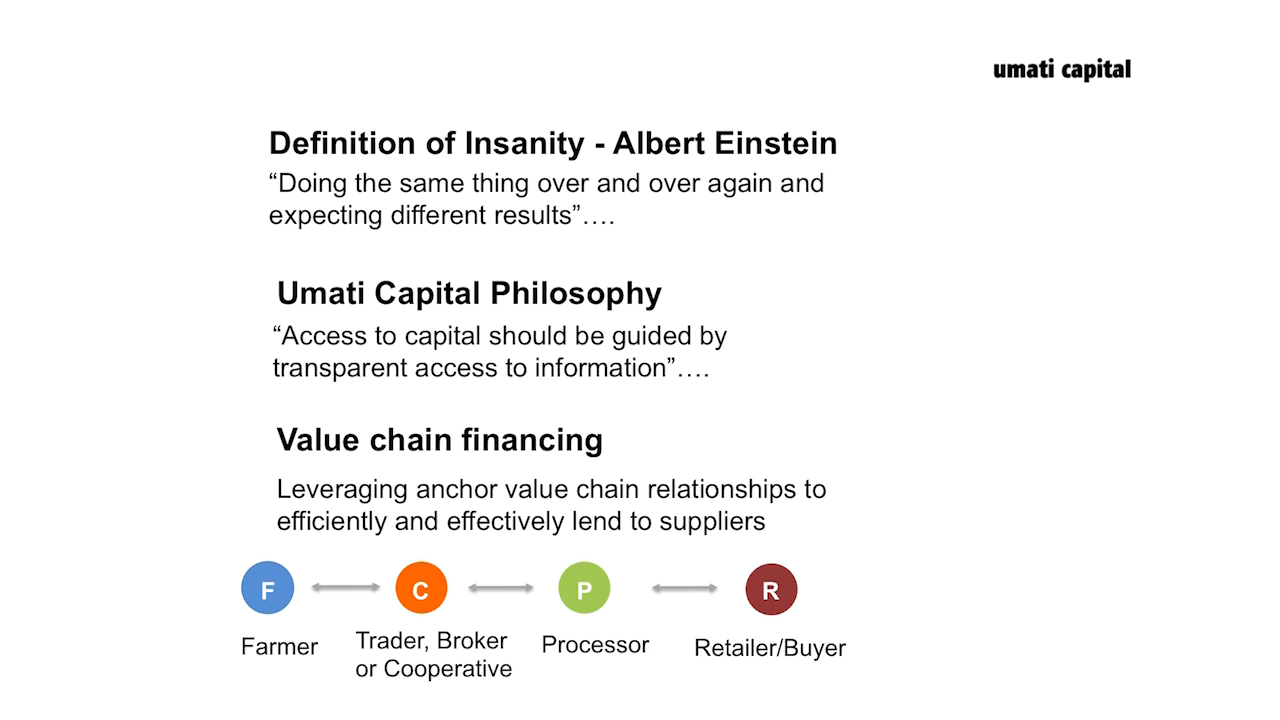 umati capital
Definition of Insanity - Albert Einstein
“Doing the same thing over and over again and
expecting different results”….
Umati Capital Philosophy
“Access to capital should be guided by
transparent access to information”….
Value chain financing
Leveraging anchor value chain relationships to
efficiently and effectively lend to suppliers
F C P R
Farmer
Trader, Broker
or Cooperative
Processor
Retailer/Buyer